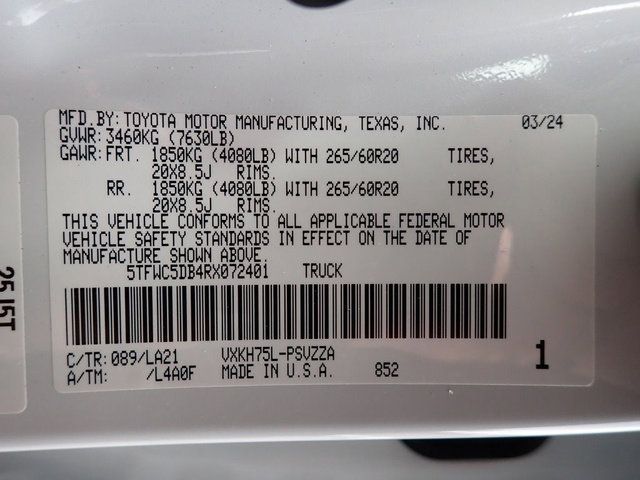 MFD.BY: TOYOTA MOTOR MANUFACTURING, TEXAS, INC. 03/24
GVWR: 3460KG (7630LB)
GAWR: FRT. 1850KG (4080LB) WITH 265/60R20 TIRES,
20X8.5J RIMS.
RR. 1850KG (4080LB) WITH 265/60R20 TIRES,
20X8.5J RIMS.
THIS VEHICLE CONFORMS TO ALL APPLICABLE FEDERAL MOTOR
VEHICLE SAFETY STANDARDS IN EFFECT ON THE DATE OF
MANUFACTURE SHOWN ABOVE.
5TFWC5DB4RX072401 TRUCK
C/TR: 089/LA21 VXKH75L-PSVZZA
A/TM: /L4A0F MADE IN U.S.A. 852 1